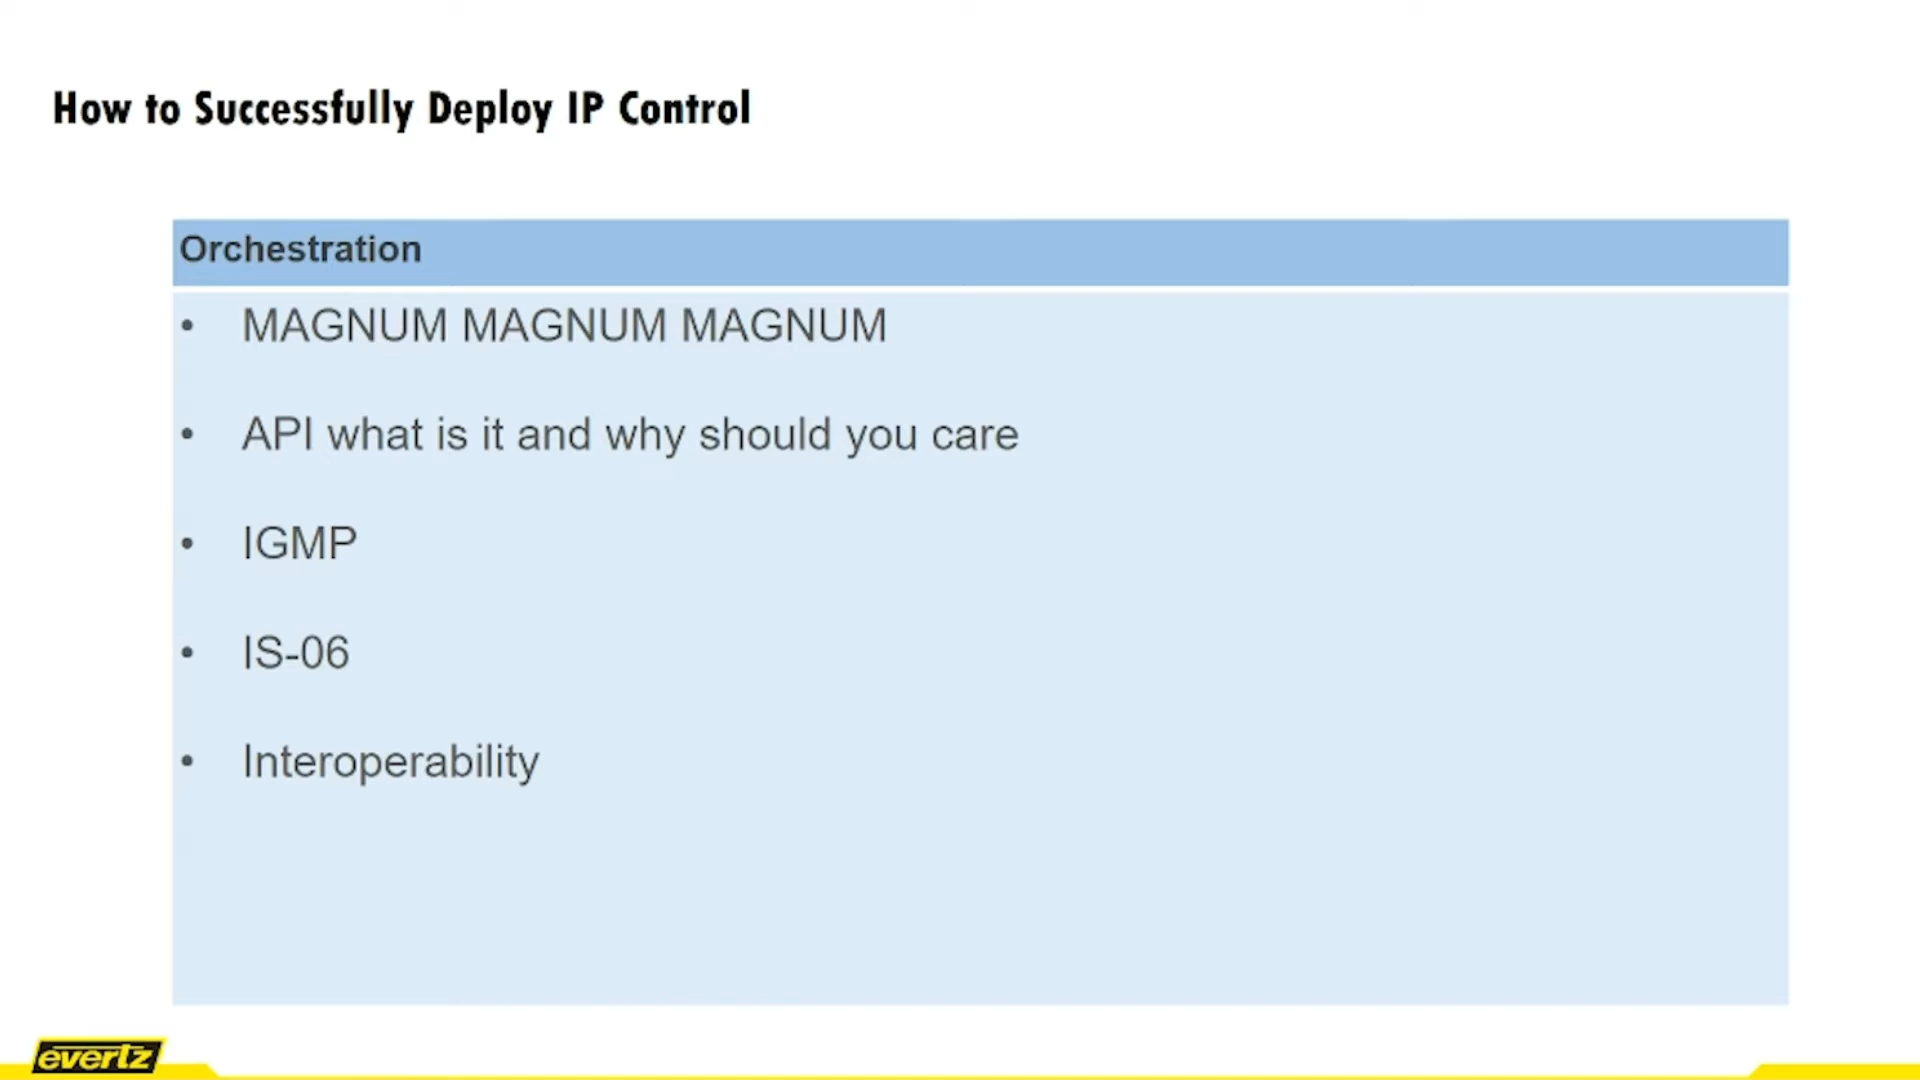 How to Successfully Deploy IP Control
Orchestration
• MAGNUM MAGNUM MAGNUM
• API what is it and why should you care
• IGMP
• IS-06
• Interoperability
evertz